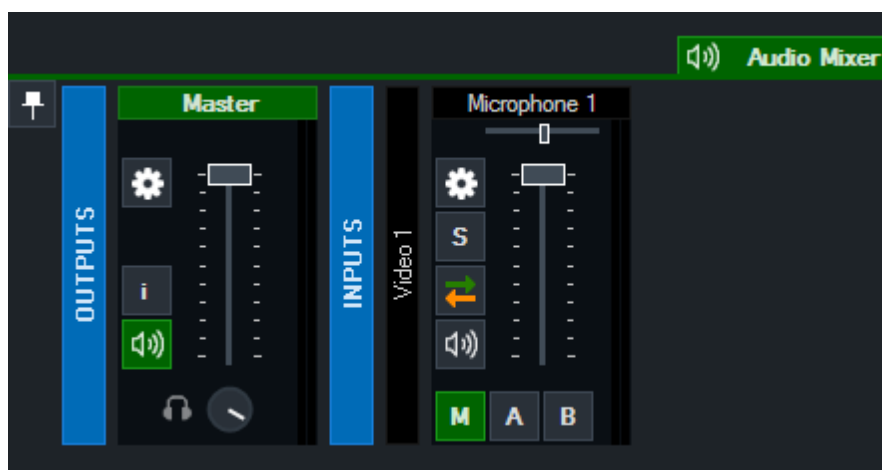 Audio Mixer
Master
Microphone 1
OUTPUTS
i
INPUTS
Video 1
S
M A B